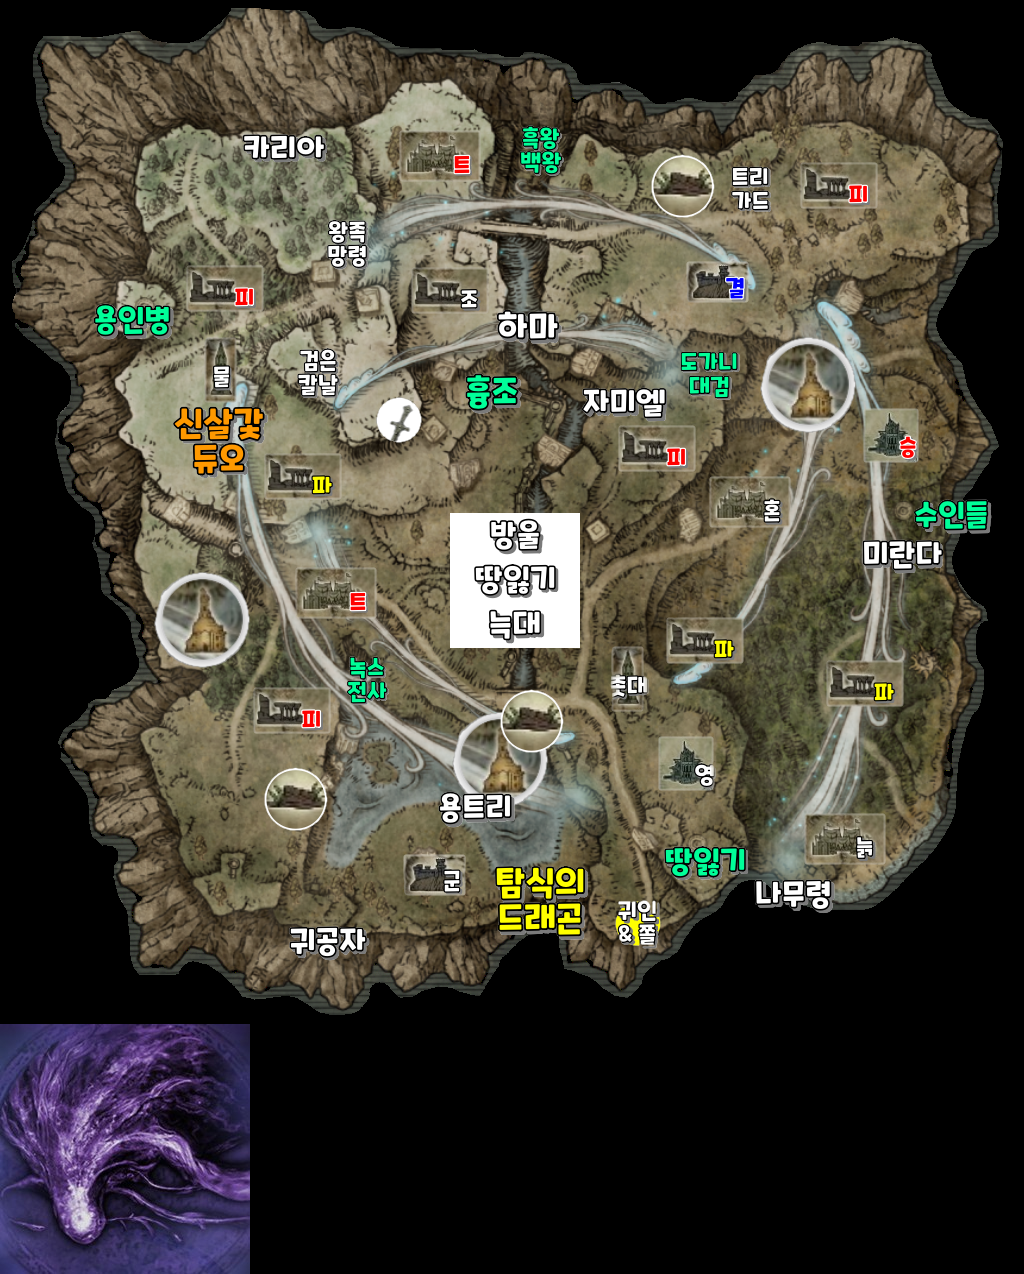 카리아
트
흑왕
백왕
트리
가드
피
왕족
망령
피
조
결
용인병
하마
물
검은
칼날
흉조
도가니
대검
자미엘
신살갗
듀오
파
피
승
혼
수인들
미란다
방울
땅잃기
늑대
트
파
녹스
전사
촛대
파
피
영
용트리
늙
군
탐식의
드래곤
땅잃기
나무령
귀인
& 쫄
귀공자